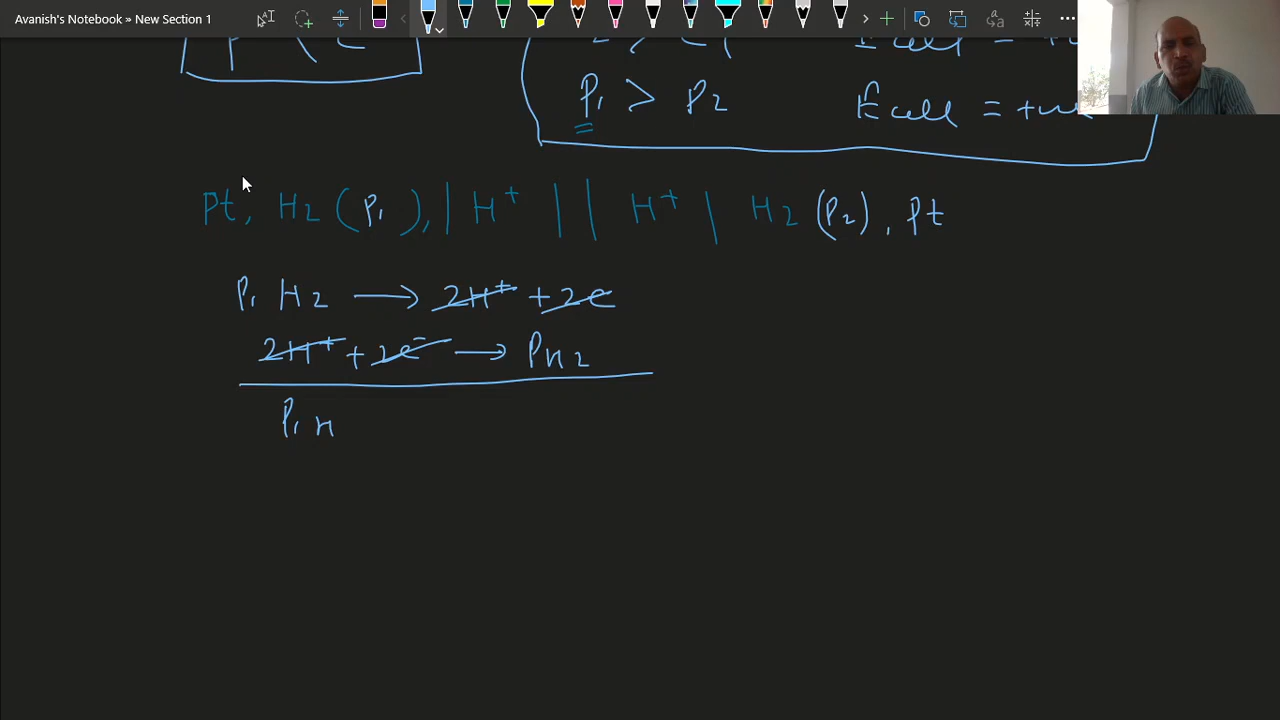 Avanish's Notebook » New Section 1
P₁ > P₂ Ecell = +ve
Pt, H₂ (P₁), | H⁺ | | H⁺ | H₂ (P₂), Pt
P₁ H₂ ⟶ 2H⁺ + 2e
2H⁺ + 2e⁻ ⟶ PH₂
P₁ H